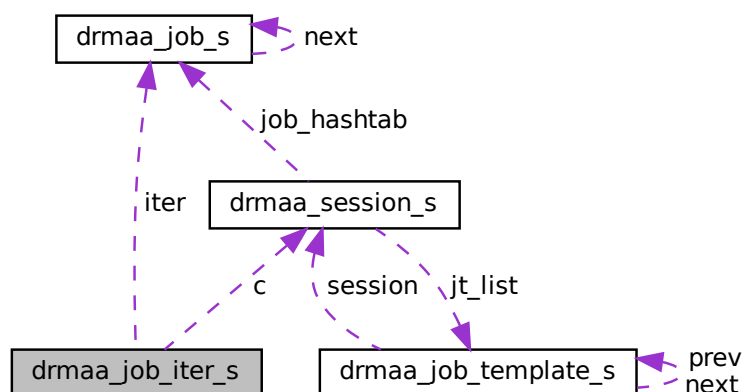 drmaa_job_s
next
job_hashtab
iter
drmaa_session_s
c
session
jt_list
drmaa_job_iter_s
drmaa_job_template_s
prev
next